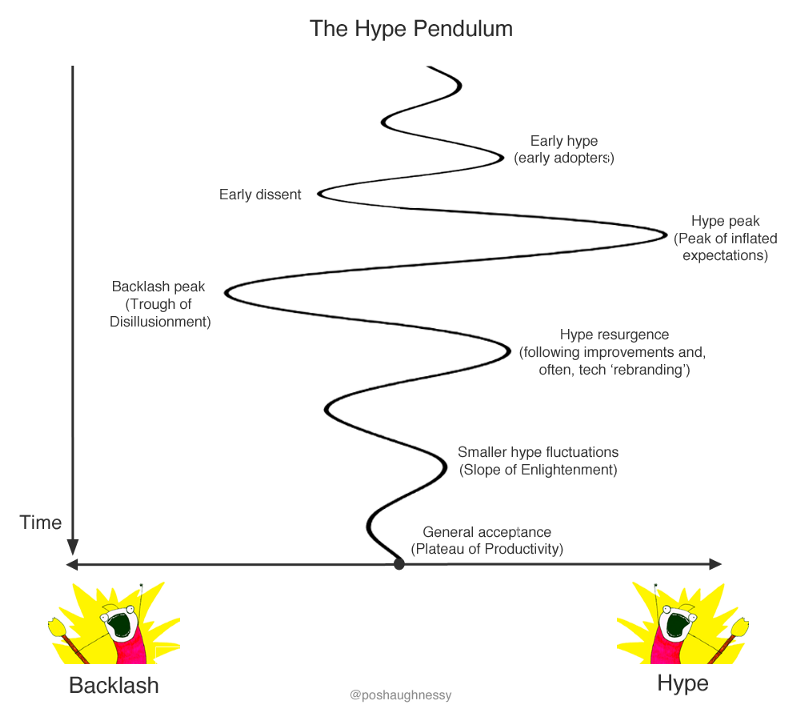 The Hype Pendulum
Early hype
(early adopters)
Early dissent
Hype peak
(Peak of inflated
expectations)
Backlash peak
(Trough of
Disillusionment)
Hype resurgence
(following improvements and,
often, tech ‘rebranding’)
Smaller hype fluctuations
(Slope of Enlightenment)
Time
General acceptance
(Plateau of Productivity)
Backlash
Hype
@poshaughnessy